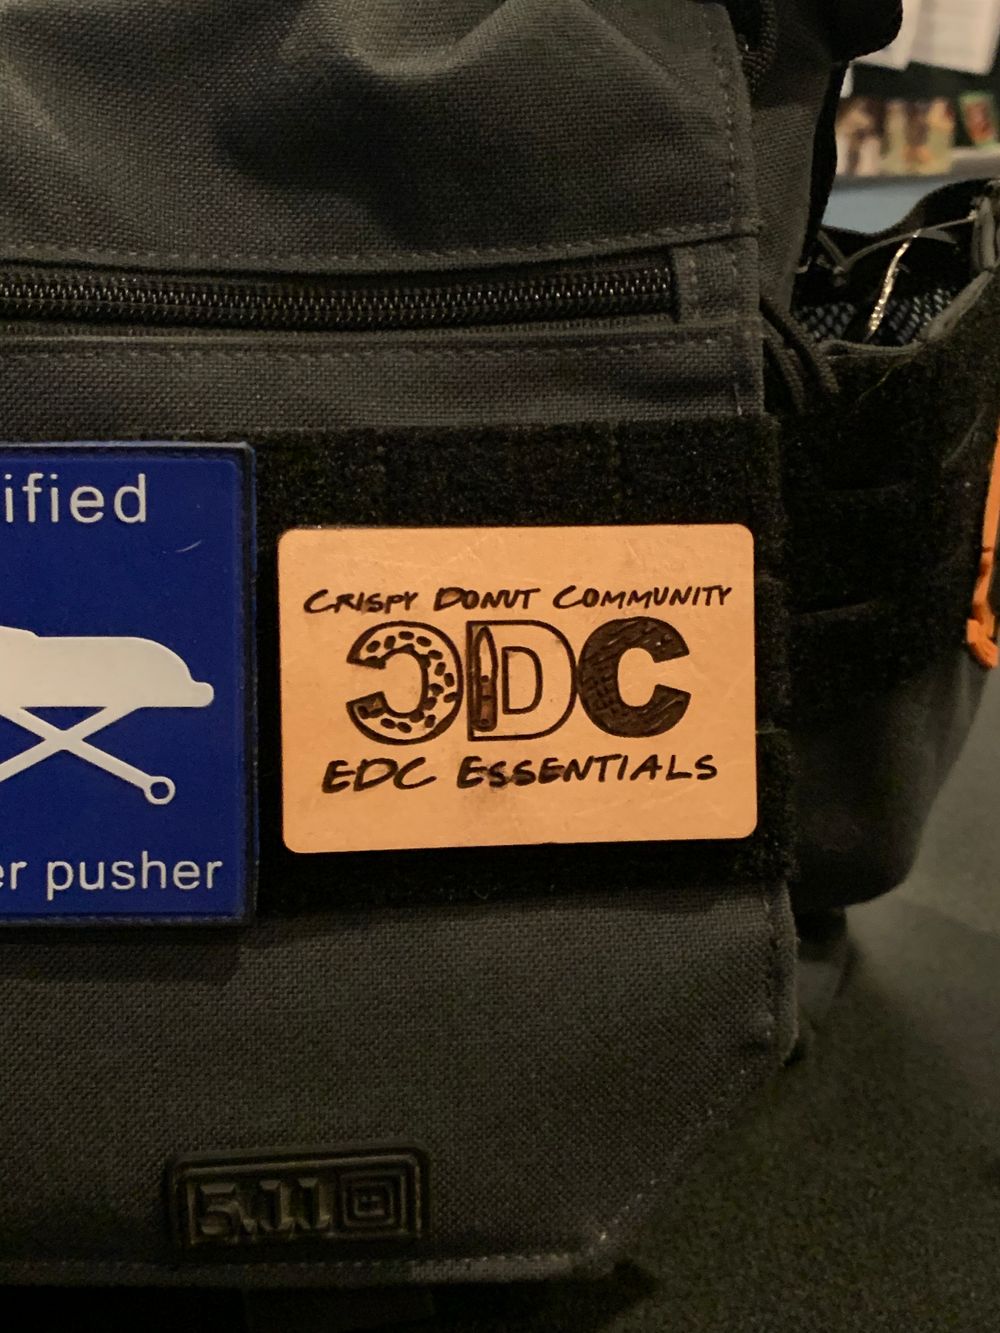 ified
er pusher
CRISPY DONUT COMMUNITY
CDC
EDC ESSENTIALS
5.11